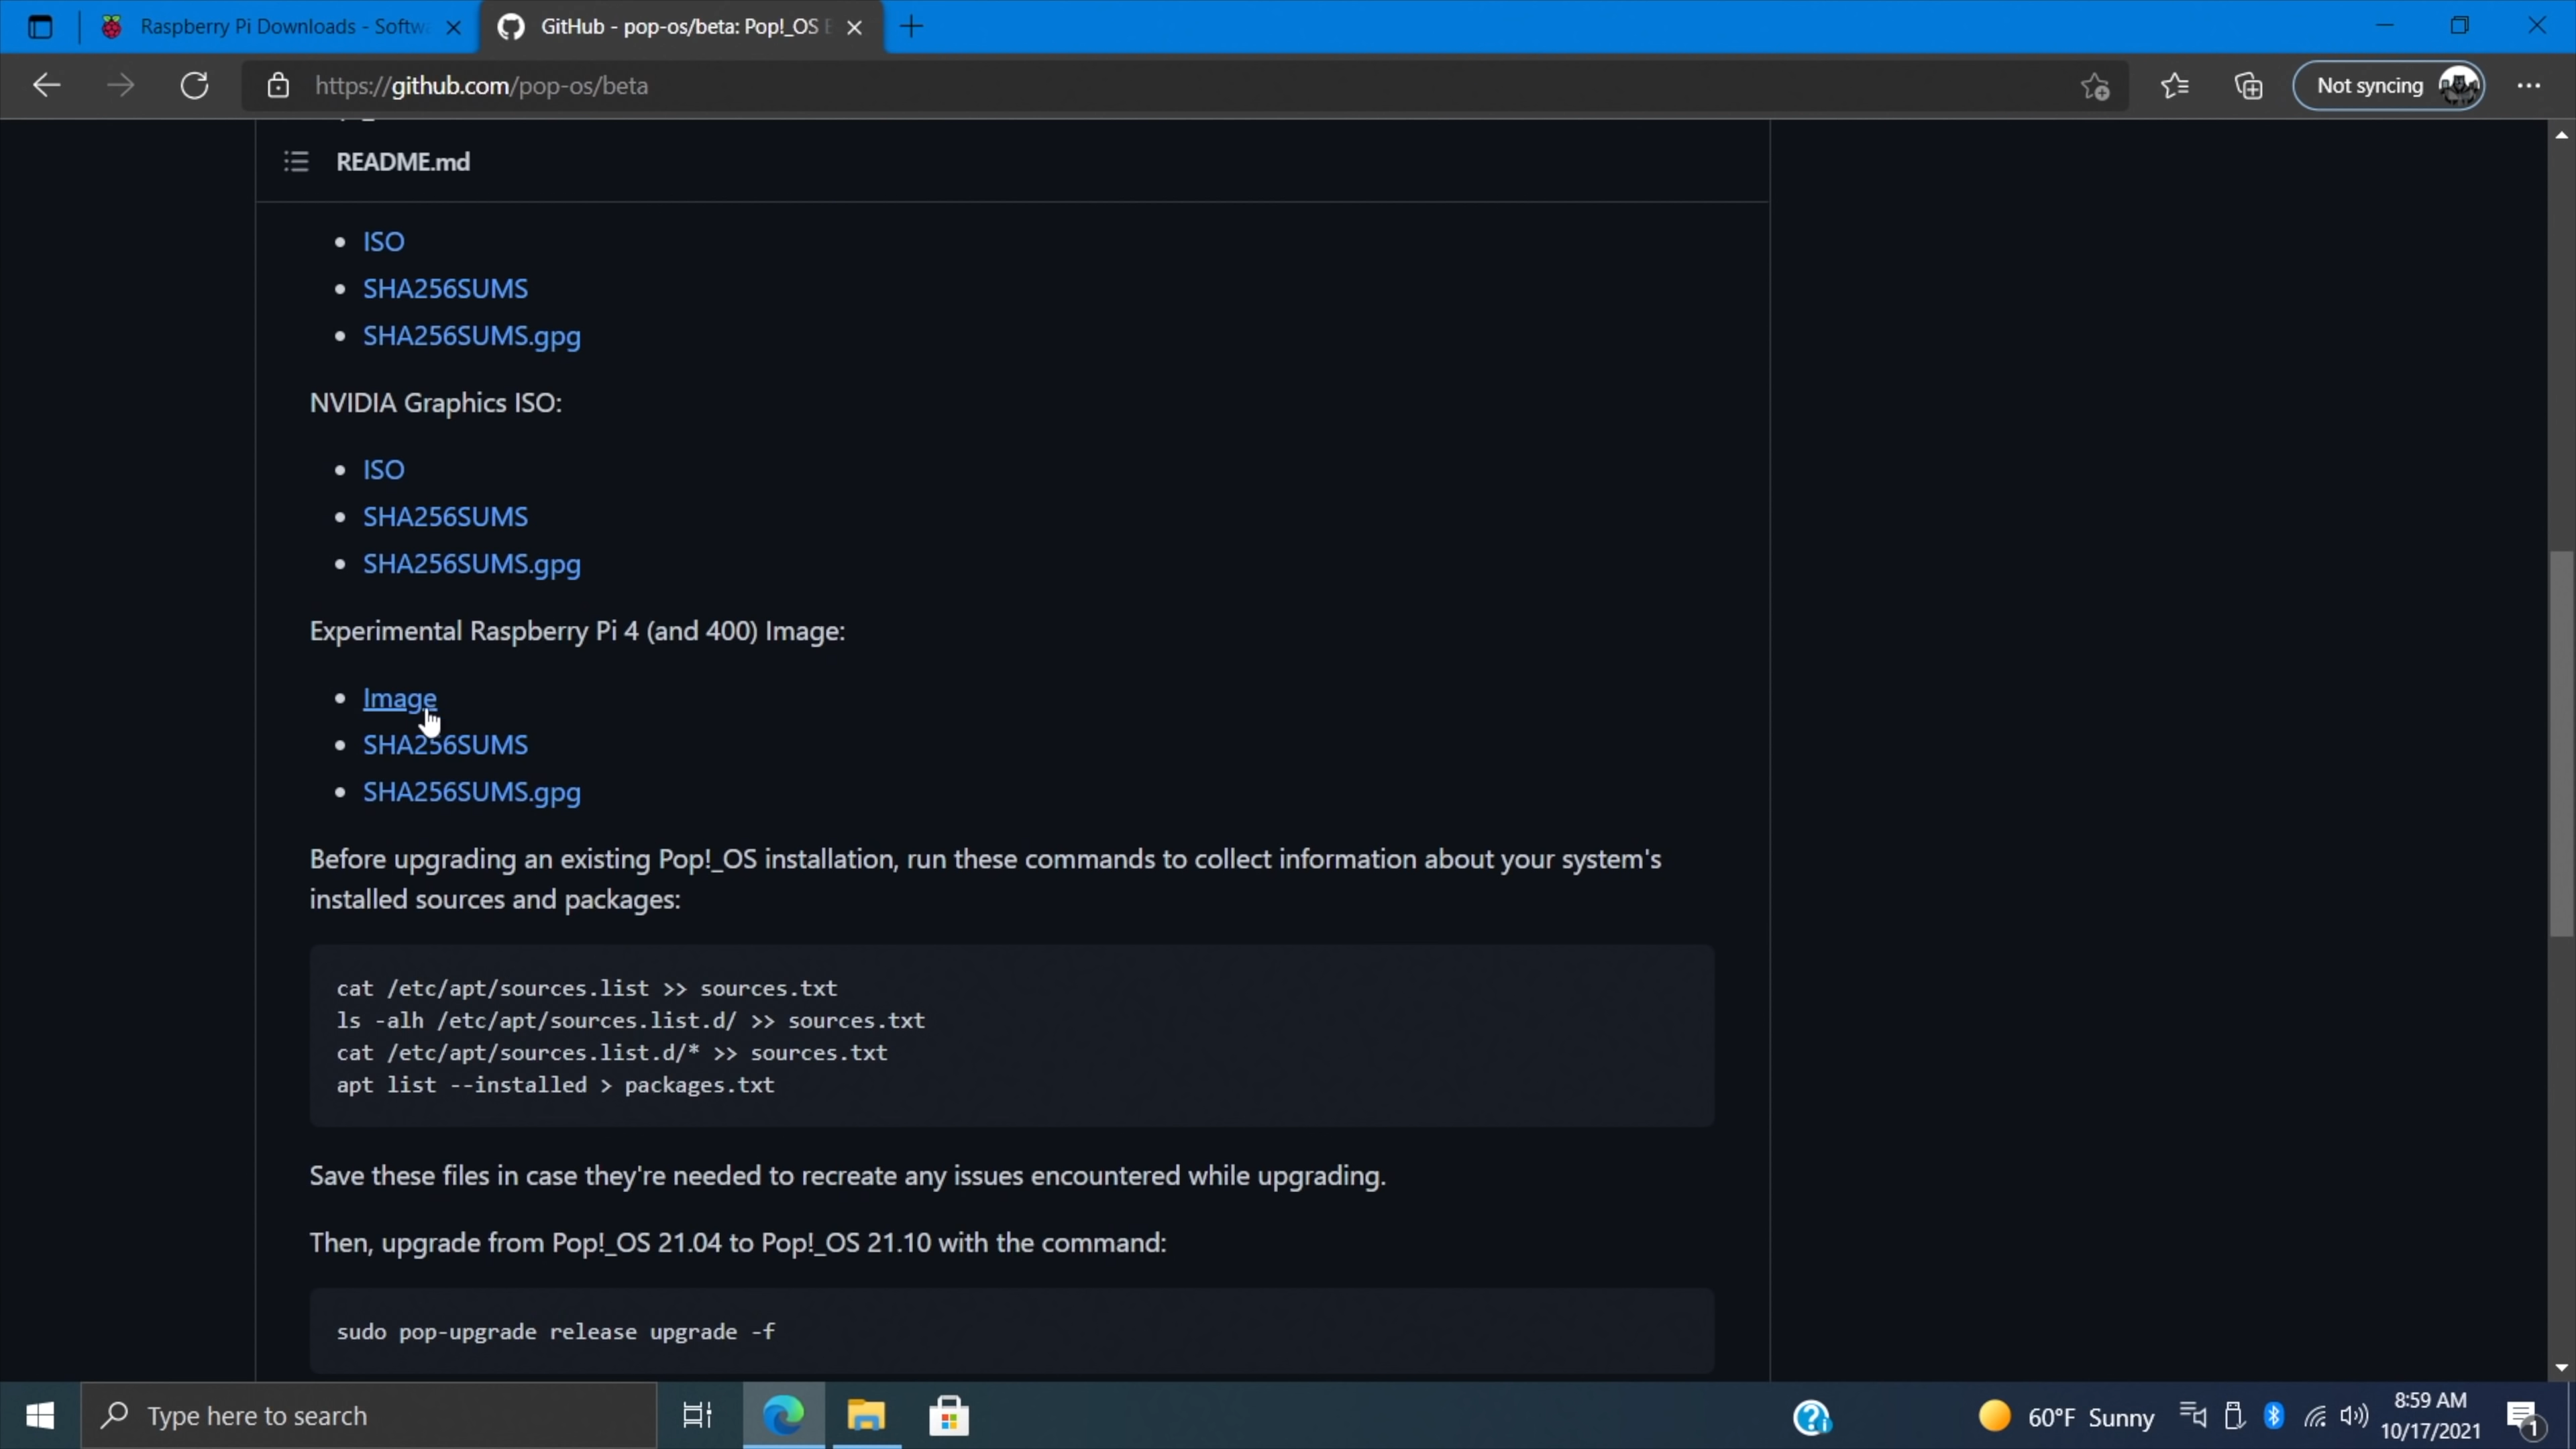 Raspberry Pi Downloads - Softw
GitHub - pop-os/beta: Pop!_OS
https://github.com/pop-os/beta
Not syncing
README.md
ISO
SHA256SUMS
SHA256SUMS.gpg
NVIDIA Graphics ISO:
ISO
SHA256SUMS
SHA256SUMS.gpg
Experimental Raspberry Pi 4 (and 400) Image:
Image
SHA256SUMS
SHA256SUMS.gpg
Before upgrading an existing Pop!_OS installation, run these commands to collect information about your system's
installed sources and packages:
cat /etc/apt/sources.list >> sources.txt
ls -alh /etc/apt/sources.list.d/ >> sources.txt
cat /etc/apt/sources.list.d/* >> sources.txt
apt list --installed > packages.txt
Save these files in case they're needed to recreate any issues encountered while upgrading.
Then, upgrade from Pop!_OS 21.04 to Pop!_OS 21.10 with the command:
sudo pop-upgrade release upgrade -f
Type here to search
60°F Sunny
8:59 AM
10/17/2021
1